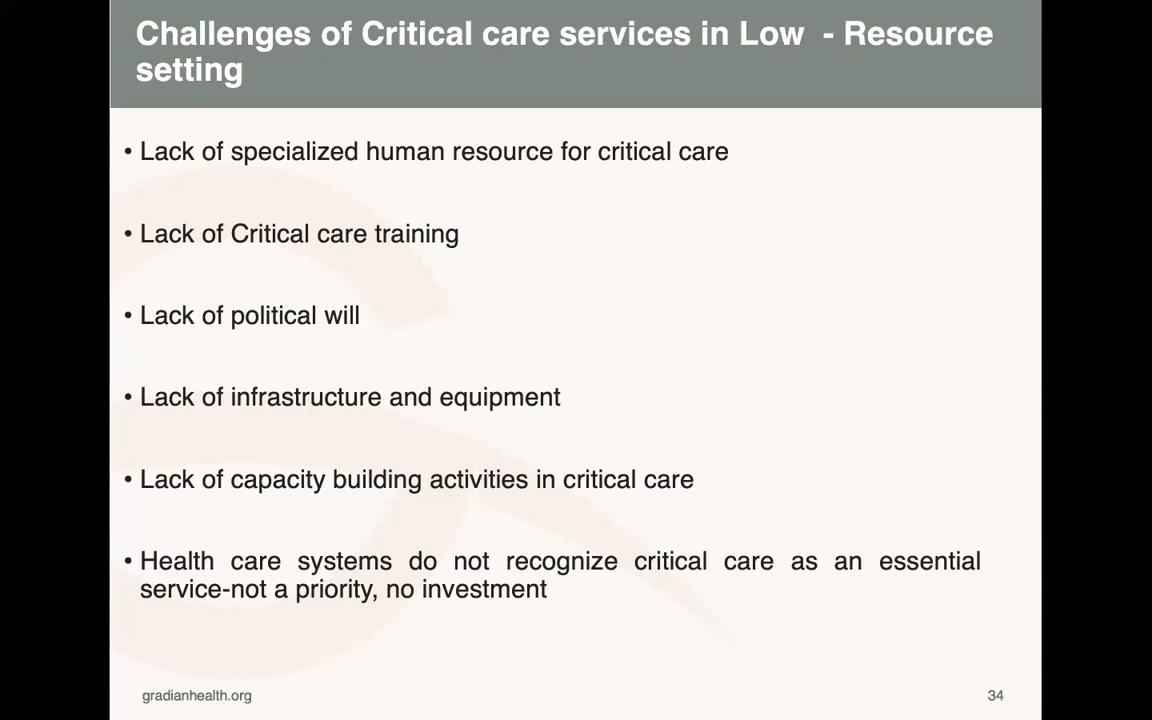 Challenges of Critical care services in Low - Resource
setting
• Lack of specialized human resource for critical care
• Lack of Critical care training
• Lack of political will
• Lack of infrastructure and equipment
• Lack of capacity building activities in critical care
• Health care systems do not recognize critical care as an essential
service-not a priority, no investment
gradianhealth.org
34